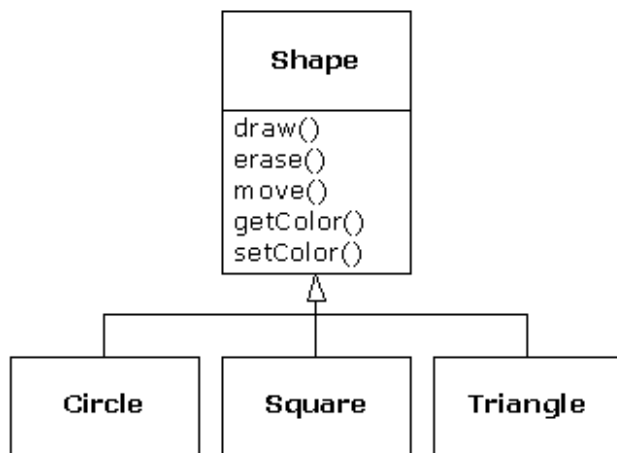 Shape
draw()
erase()
move()
getColor()
setColor()
Circle
Square
Triangle